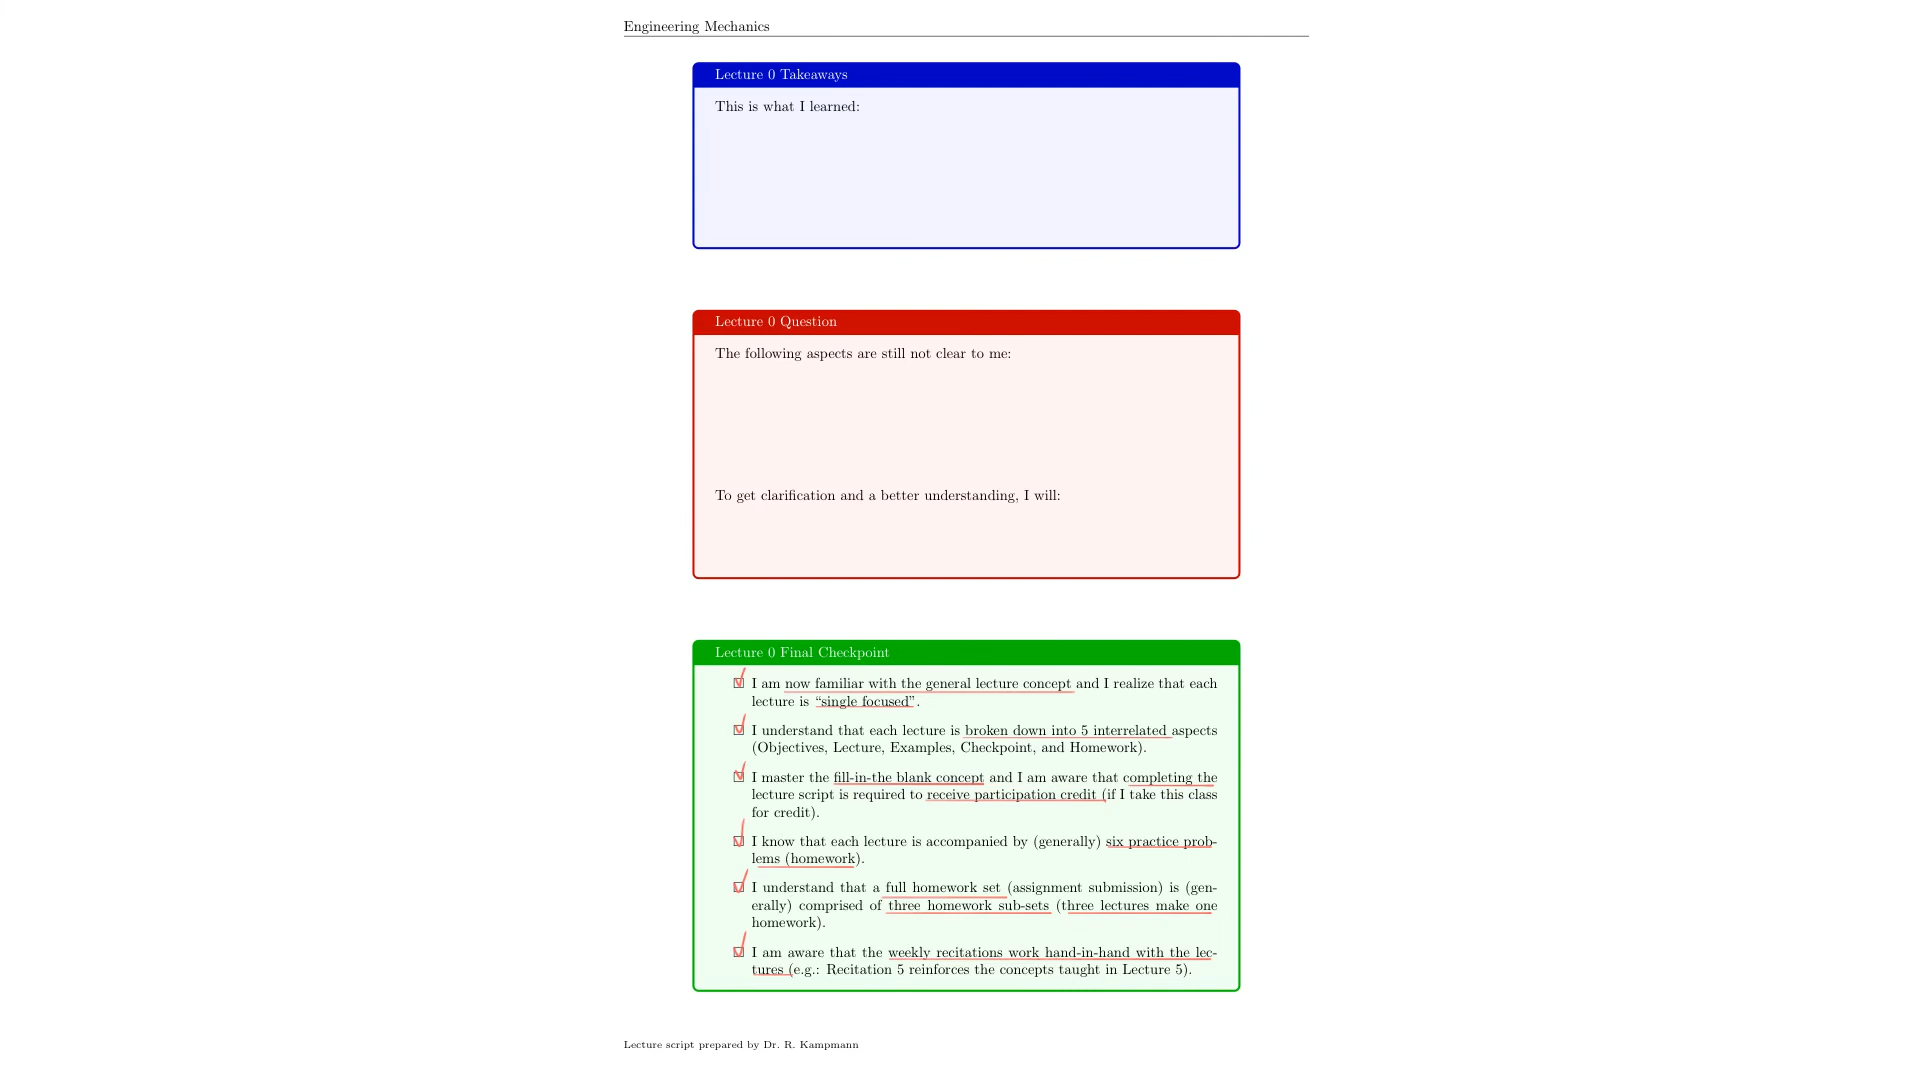 Engineering Mechanics
Lecture 0 Takeaways
This is what I learned:
Lecture 0 Question
The following aspects are still not clear to me:
To get clarification and a better understanding, I will:
Lecture 0 Final Checkpoint
I am now familiar with the general lecture concept and I realize that each
lecture is “single focused”.
I understand that each lecture is broken down into 5 interrelated aspects
(Objectives, Lecture, Examples, Checkpoint, and Homework).
I master the fill-in-the blank concept and I am aware that completing the
lecture script is required to receive participation credit (if I take this class
for credit).
I know that each lecture is accompanied by (generally) six practice prob-
lems (homework).
I understand that a full homework set (assignment submission) is (gen-
erally) comprised of three homework sub-sets (three lectures make one
homework).
I am aware that the weekly recitations work hand-in-hand with the lec-
tures (e.g.: Recitation 5 reinforces the concepts taught in Lecture 5).
Lecture script prepared by Dr. R. Kampmann